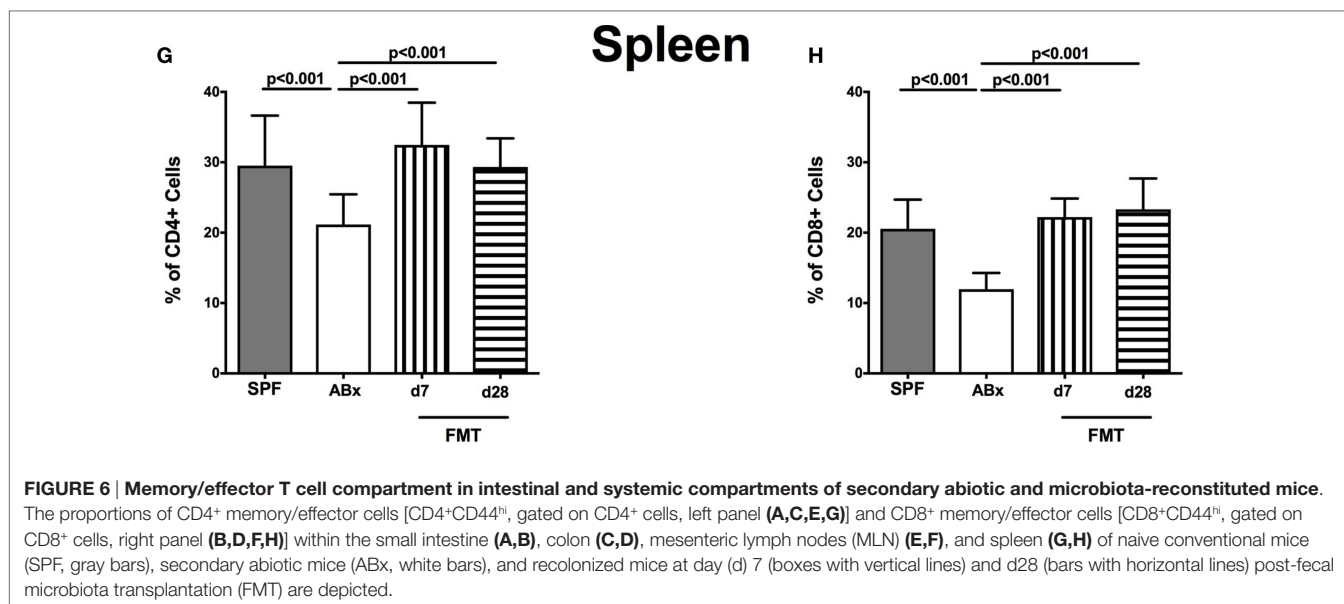 Spleen
G
p<0.001
p<0.001 p<0.001
40
30
20
10
0
% of CD4+ Cells
SPF ABx d7 d28
FMT
H
p<0.001
p<0.001 p<0.001
40
30
20
10
0
% of CD8+ Cells
SPF ABx d7 d28
FMT
FIGURE 6 | Memory/effector T cell compartment in intestinal and systemic compartments of secondary abiotic and microbiota-reconstituted mice.
The proportions of CD4⁺ memory/effector cells [CD4⁺CD44ʰⁱ, gated on CD4⁺ cells, left panel (A,C,E,G)] and CD8⁺ memory/effector cells [CD8⁺CD44ʰⁱ, gated on
CD8⁺ cells, right panel (B,D,F,H)] within the small intestine (A,B), colon (C,D), mesenteric lymph nodes (MLN) (E,F), and spleen (G,H) of naive conventional mice
(SPF, gray bars), secondary abiotic mice (ABx, white bars), and recolonized mice at day (d) 7 (boxes with vertical lines) and d28 (bars with horizontal lines) post-fecal
microbiota transplantation (FMT) are depicted.